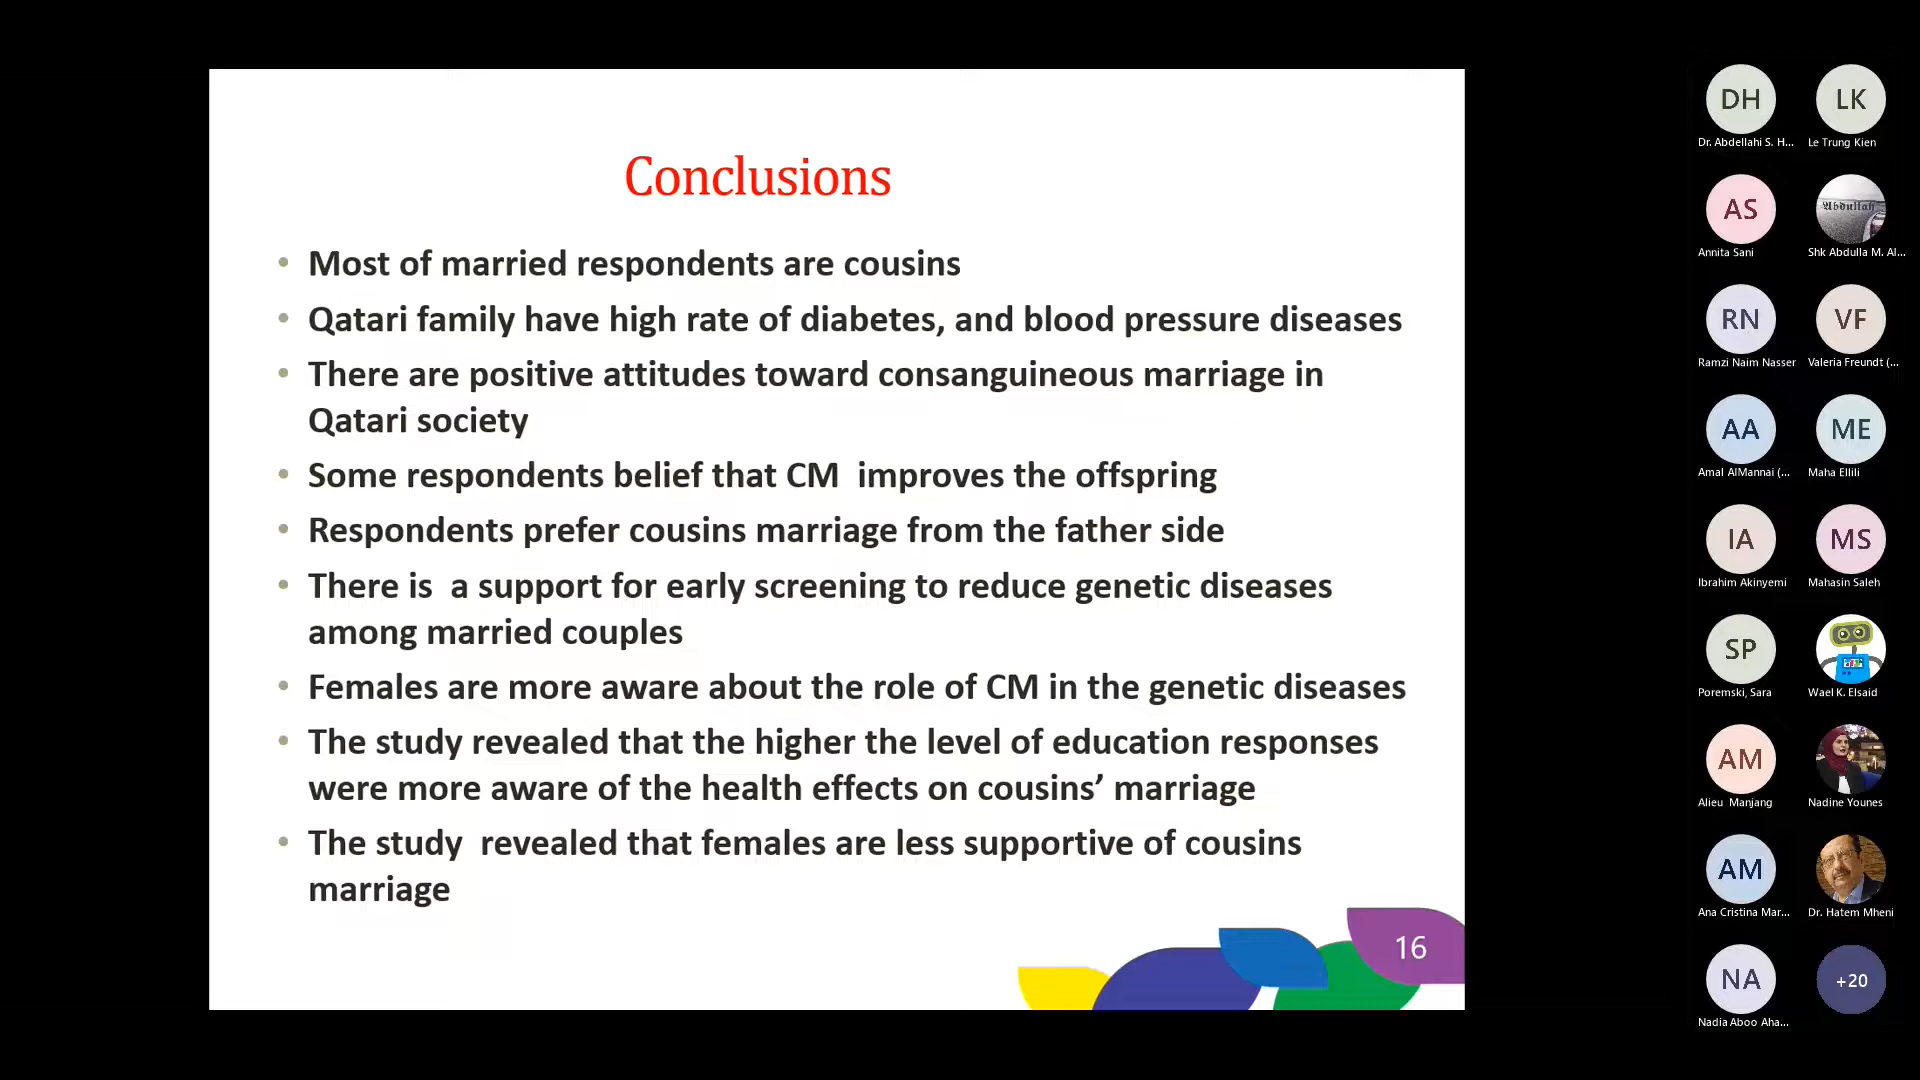 Conclusions
• Most of married respondents are cousins
• Qatari family have high rate of diabetes, and blood pressure diseases
• There are positive attitudes toward consanguineous marriage in
Qatari society
• Some respondents belief that CM  improves the offspring
• Respondents prefer cousins marriage from the father side
• There is  a support for early screening to reduce genetic diseases
among married couples
• Females are more aware about the role of CM in the genetic diseases
• The study revealed that the higher the level of education responses
were more aware of the health effects on cousins’ marriage
• The study  revealed that females are less supportive of cousins
marriage
16
DH
Dr. Abdellahi S. H...
LK
Le Trung Kien
AS
Annita Sani
Abdullah
Shk Abdulla M. Al...
RN
Ramzi Naim Nasser
VF
Valeria Freundt (...
AA
Amal AlMannai (...
ME
Maha Ellili
IA
Ibrahim Akinyemi
MS
Mahasin Saleh
SP
Poremski, Sara
Wael K. Elsaid
AM
Alieu  Manjang
Nadine Younes
AM
Ana Cristina Mar...
Dr. Hatem Mheni
NA
Nadia Aboo Aha...
+20